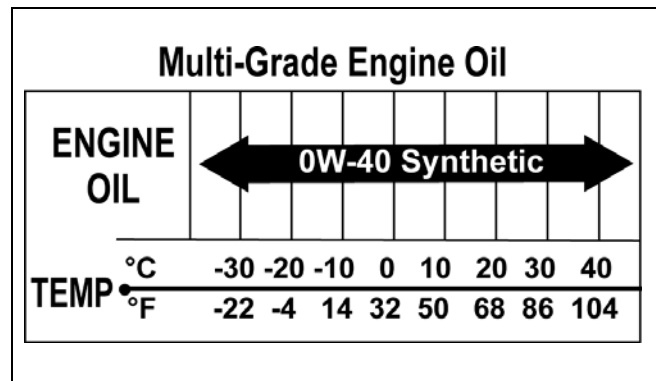 Multi-Grade Engine Oil
ENGINE
OIL
0W-40 Synthetic
TEMP
°C -30 -20 -10 0 10 20 30 40
°F -22 -4 14 32 50 68 86 104